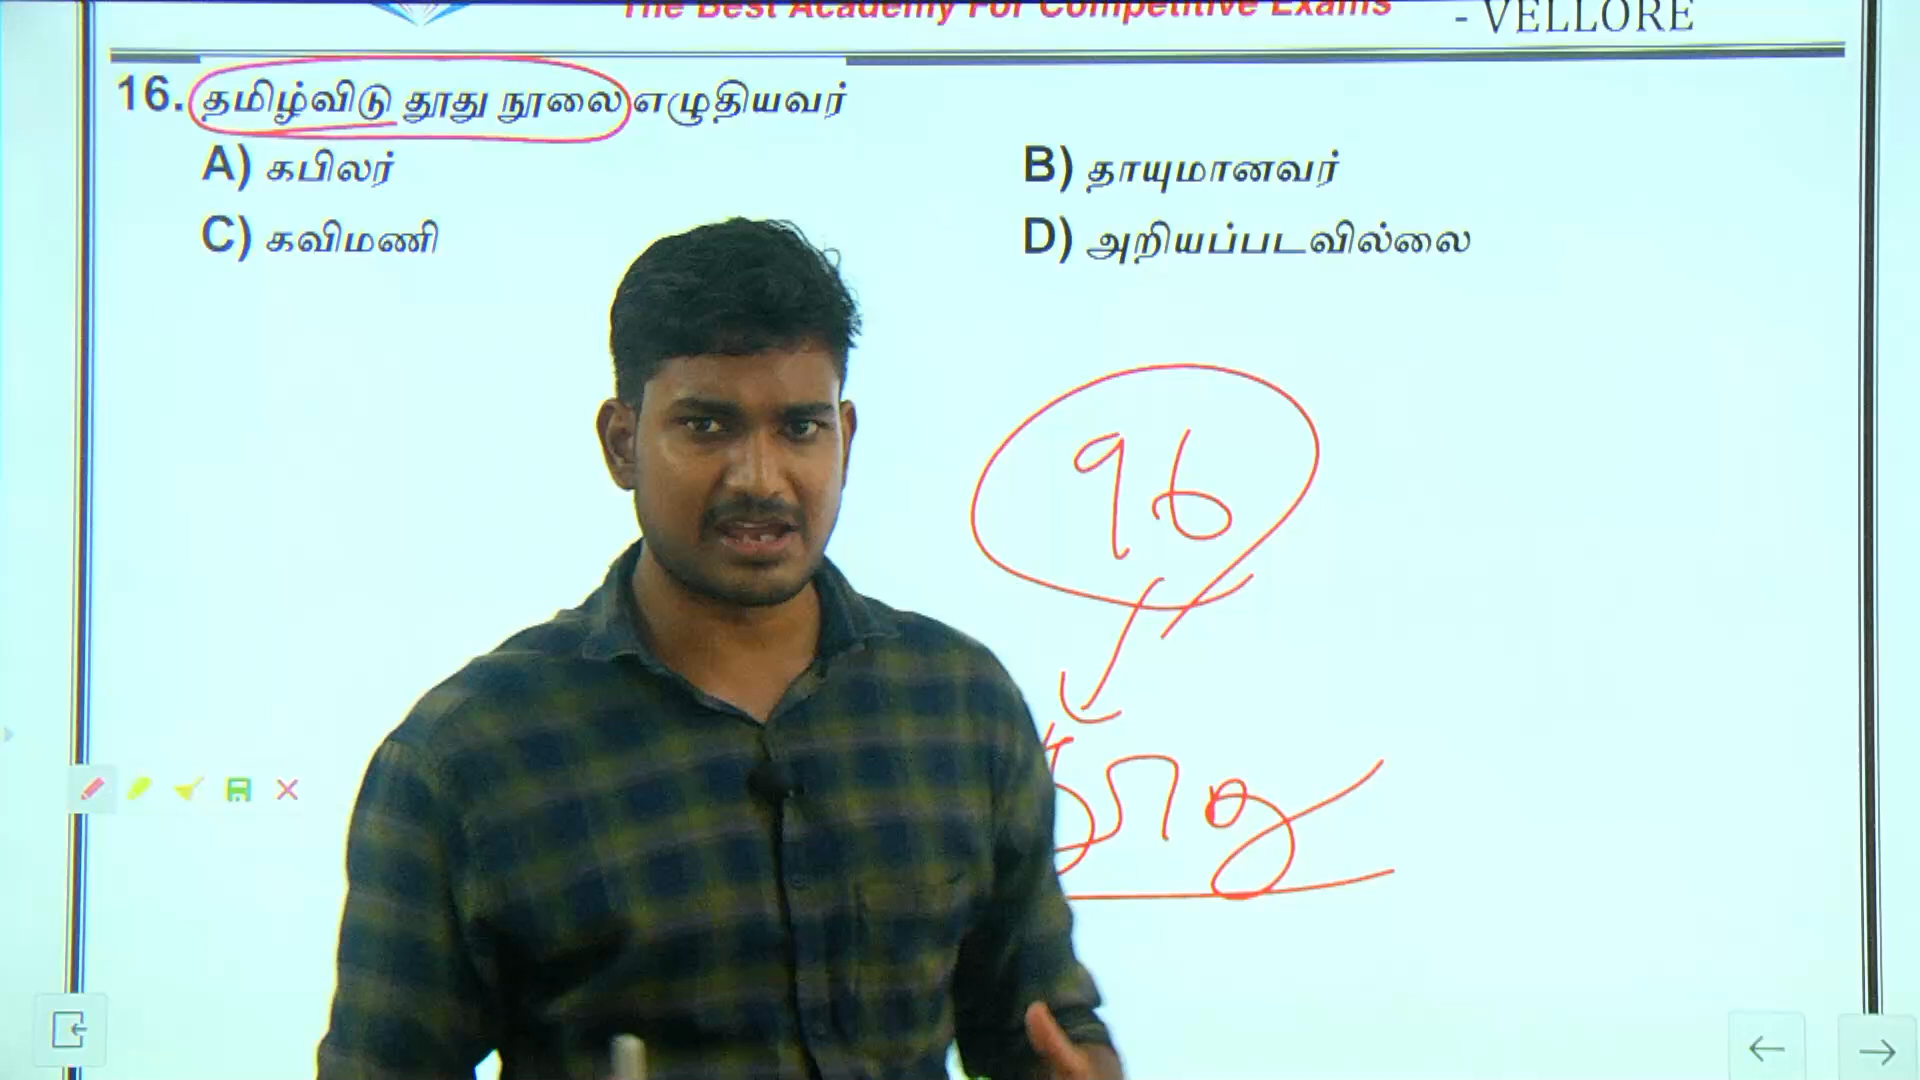 The Best Academy For Competitive Exams
- VELLORE
16. தமிழ்விடு தூது நூலை எழுதியவர்
A) கபிலர்
B) தாயுமானவர்
C) கவிமணி
D) அறியப்படவில்லை
96